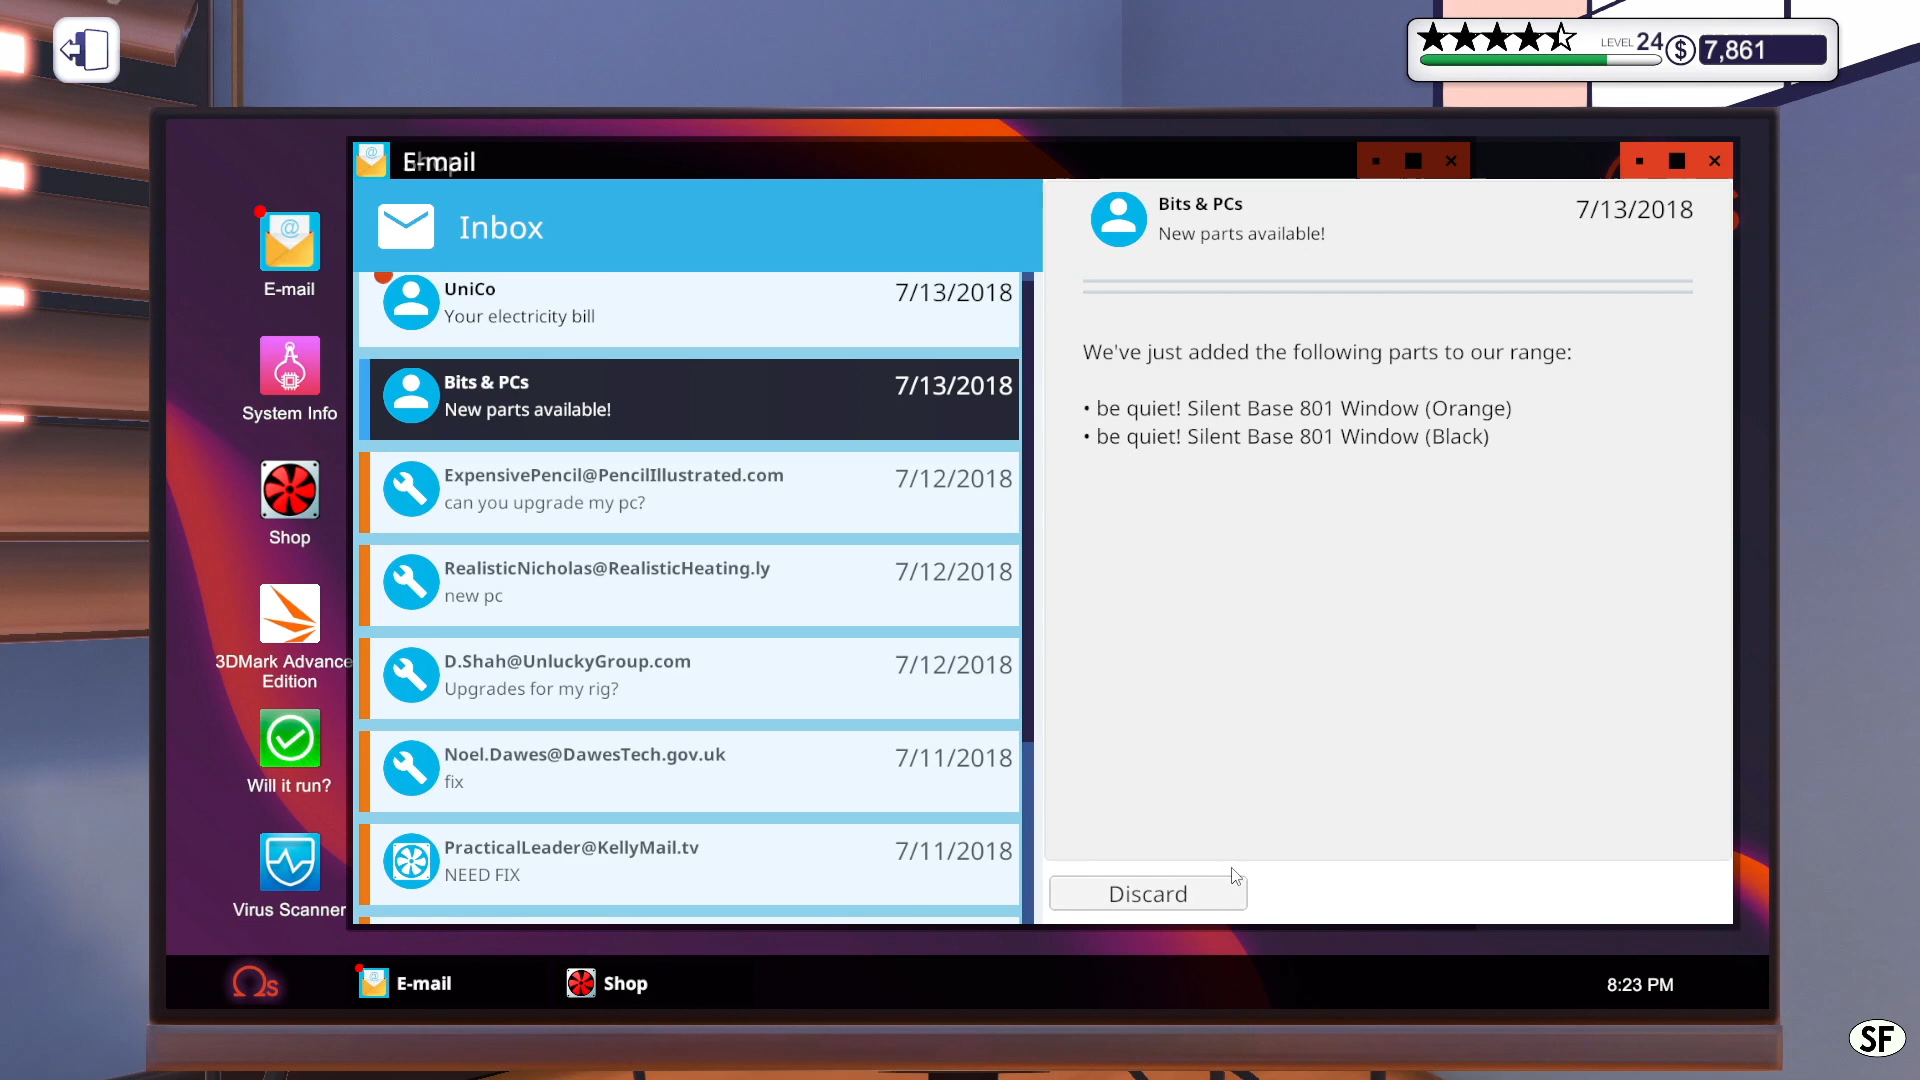 LEVEL 24
$ 7,861
E-mail
Inbox
Bits & PCs
New parts available!
7/13/2018
UniCo
Your electricity bill
7/13/2018
Bits & PCs
New parts available!
7/13/2018
ExpensivePencil@PencilIllustrated.com
can you upgrade my pc?
7/12/2018
RealisticNicholas@RealisticHeating.ly
new pc
7/12/2018
D.Shah@UnluckyGroup.com
Upgrades for my rig?
7/12/2018
Noel.Dawes@DawesTech.gov.uk
fix
7/11/2018
PracticalLeader@KellyMail.tv
NEED FIX
7/11/2018
We've just added the following parts to our range:
• be quiet! Silent Base 801 Window (Orange)
• be quiet! Silent Base 801 Window (Black)
Discard
E-mail
System Info
Shop
3DMark Advance
Edition
Will it run?
Virus Scanner
Ωs
E-mail
Shop
8:23 PM
SF